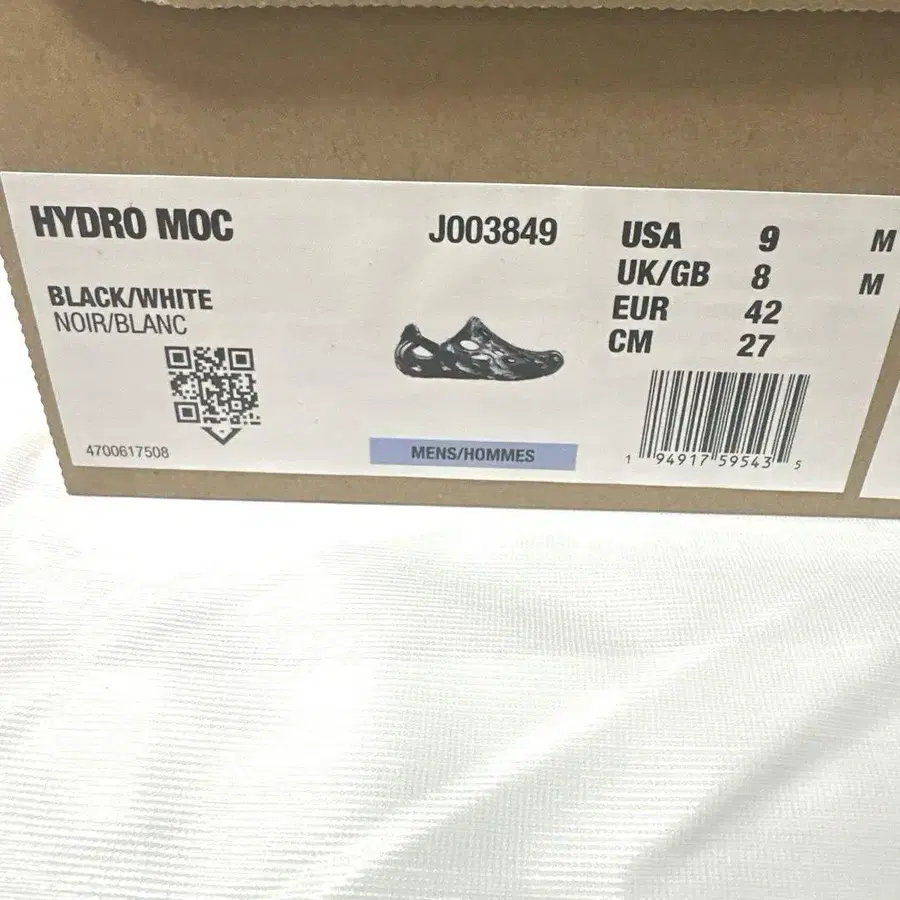 HYDRO MOC
J003849
BLACK/WHITE
NOIR/BLANC
4700617508
MENS/HOMMES
USA 9 M
UK/GB 8 M
EUR 42
CM 27
1 94917 59543 5